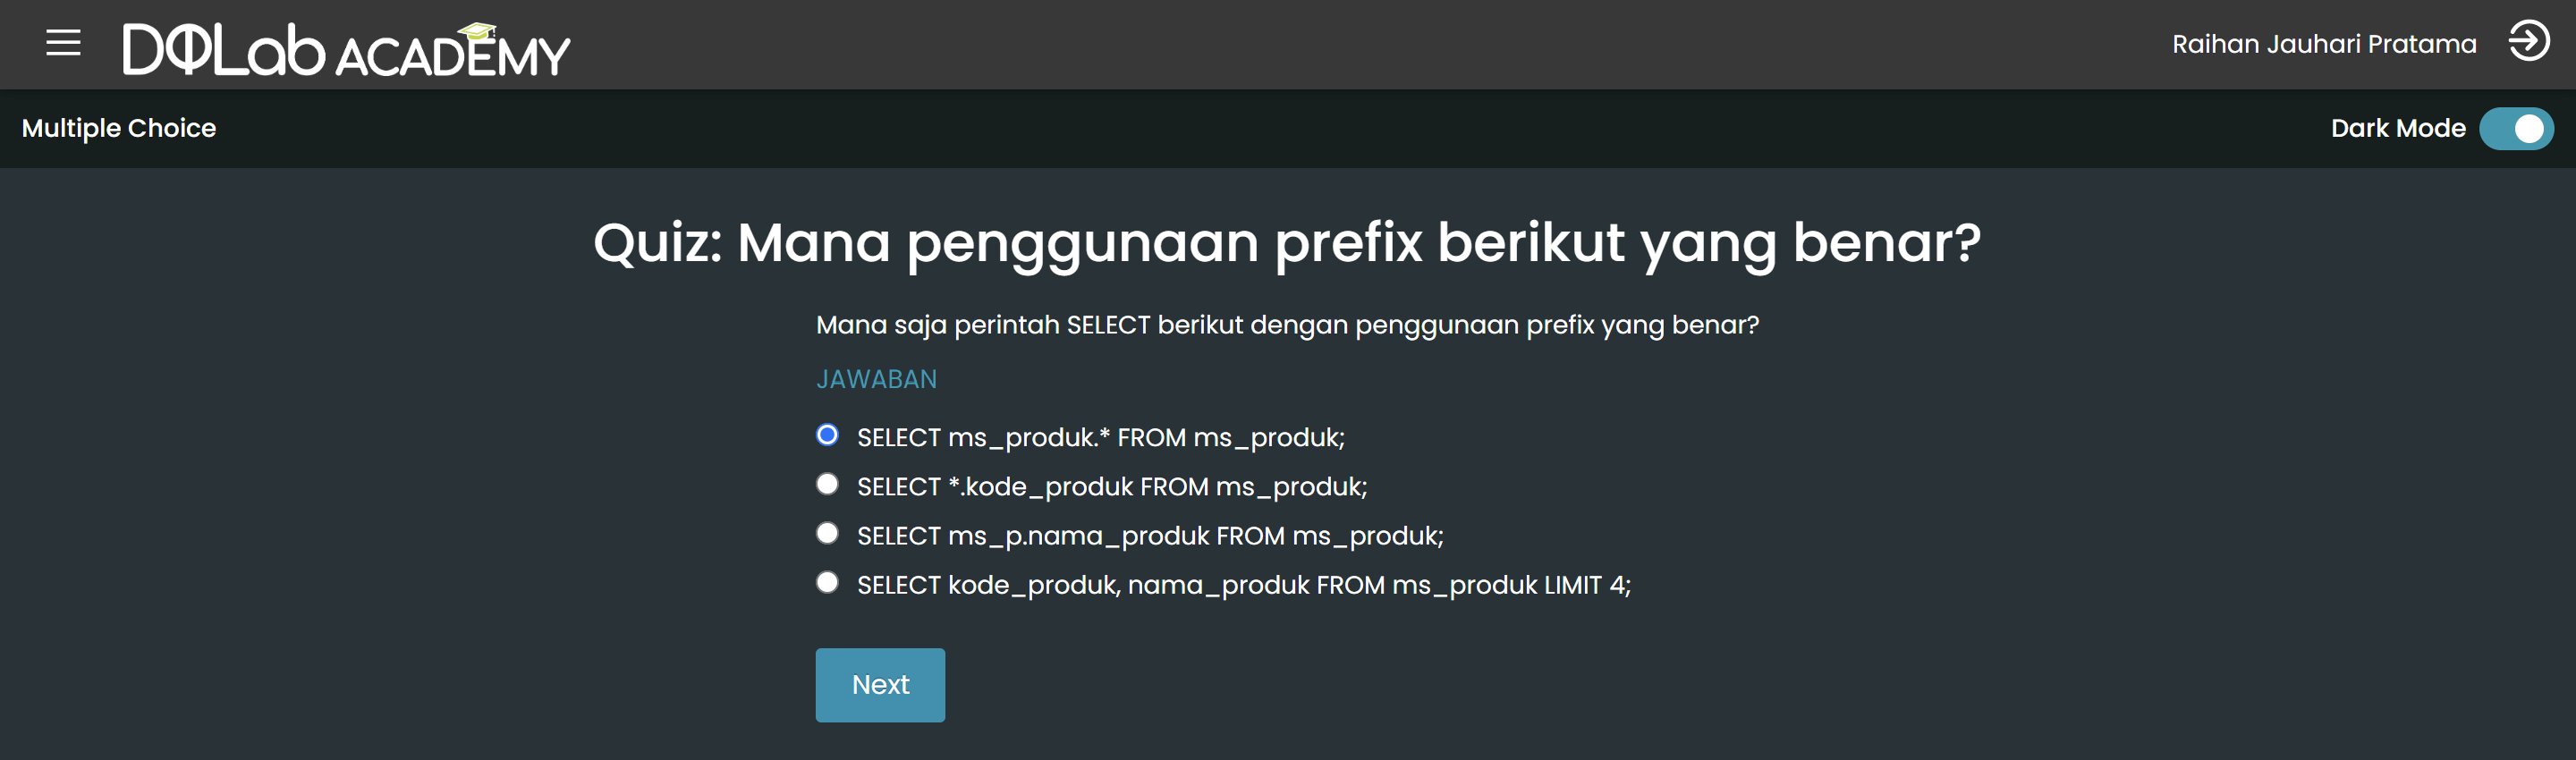 DQLab ACADEMY
Raihan Jauhari Pratama
Multiple Choice
Dark Mode
Quiz: Mana penggunaan prefix berikut yang benar?
Mana saja perintah SELECT berikut dengan penggunaan prefix yang benar?
JAWABAN
SELECT ms_produk.* FROM ms_produk;
SELECT *.kode_produk FROM ms_produk;
SELECT ms_p.nama_produk FROM ms_produk;
SELECT kode_produk, nama_produk FROM ms_produk LIMIT 4;
Next